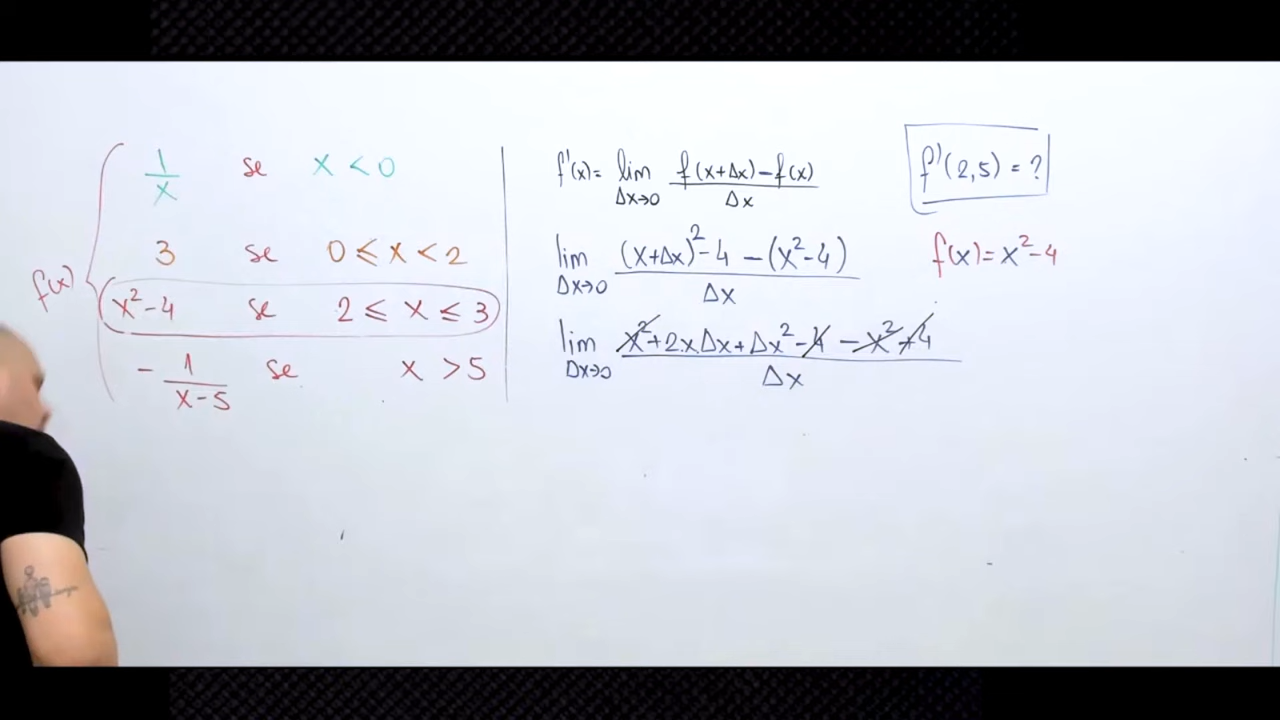 f(x)
1/x se x < 0
3 se 0 ≤ x < 2
x² - 4 se 2 ≤ x ≤ 3
- 1/(x-5) se x > 5
f'(x) = lim Δx→0 (f(x+Δx) - f(x))/Δx
lim Δx→0 ((x+Δx)² - 4 - (x² - 4))/Δx
lim Δx→0 (x² + 2x.Δx + Δx² - 4 - x² + 4)/Δx
f'(2,5) = ?
f(x) = x² - 4